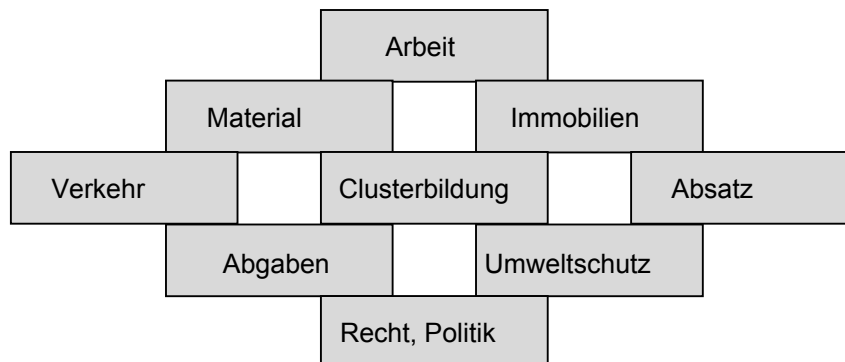 Arbeit
Material
Immobilien
Verkehr
Clusterbildung
Absatz
Abgaben
Umweltschutz
Recht, Politik